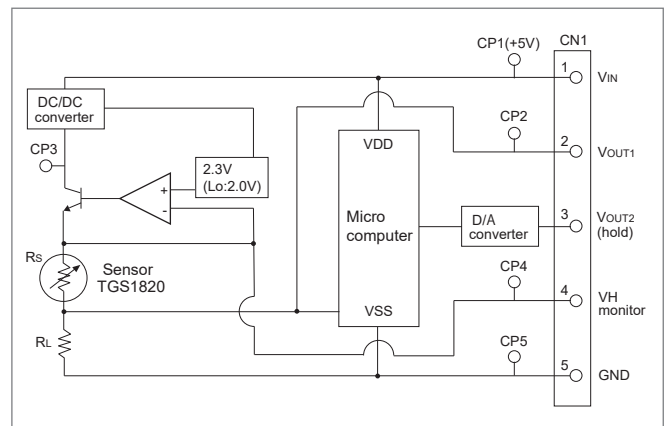 CP1(+5V)
CN1
1
VIN
DC/DC
converter
CP2
CP3
VDD
2
VOUT1
2.3V
(Lo:2.0V)
+
-
Micro
computer
D/A
converter
3
VOUT2
(hold)
RS
Sensor
TGS1820
CP4
4
VH
monitor
VSS
RL
CP5
5
GND